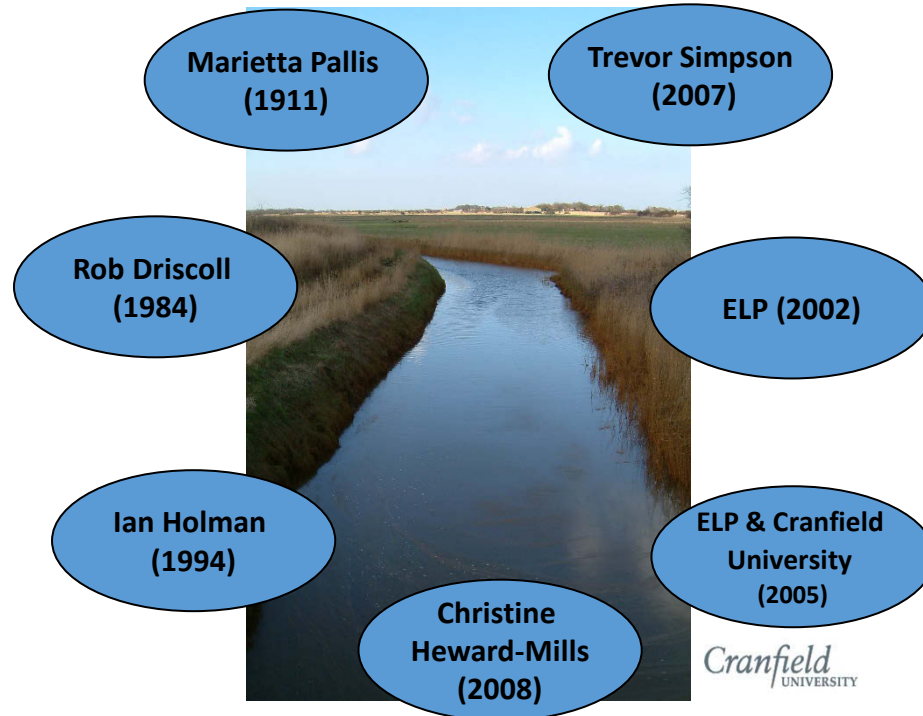 Marietta Pallis
(1911)
Trevor Simpson
(2007)
Rob Driscoll
(1984)
ELP (2002)
Ian Holman
(1994)
ELP & Cranfield
University
(2005)
Christine
Heward-Mills
(2008)
Cranfield
UNIVERSITY